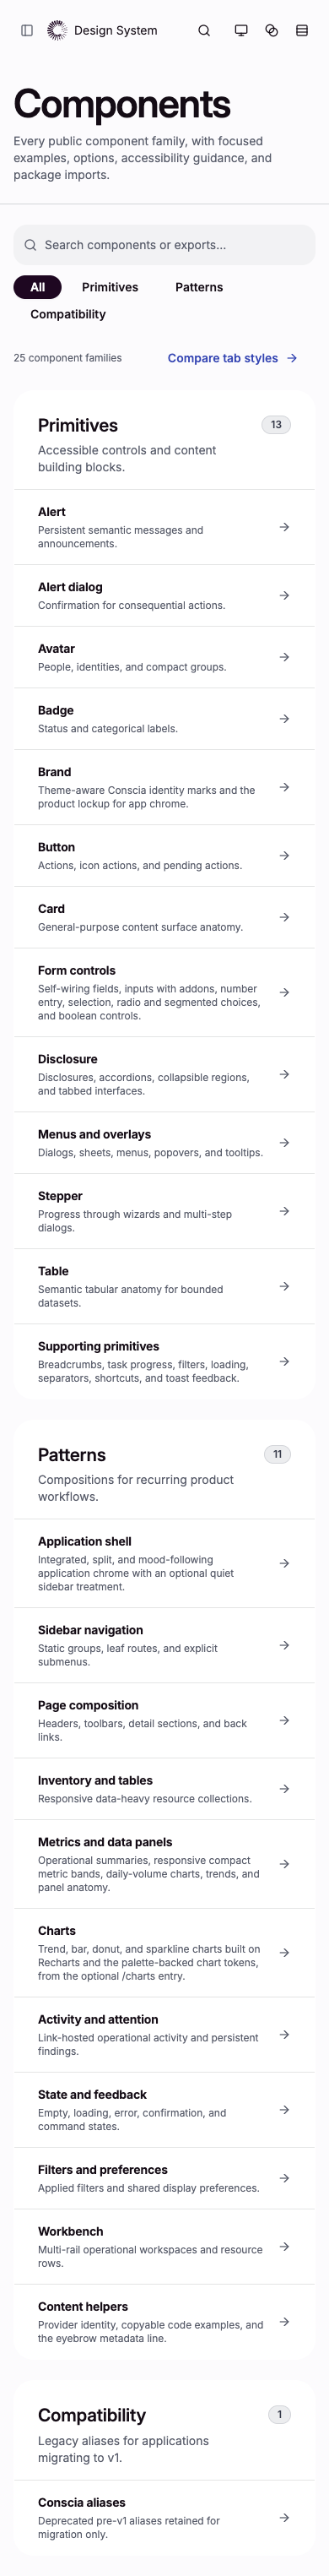 Design System
Components
Every public component family, with focused
examples, options, accessibility guidance, and
package imports.
Search components or exports...
All
Primitives
Patterns
Compatibility
25 component families
Compare tab styles
Primitives
13
Accessible controls and content
building blocks.
Alert
Persistent semantic messages and
announcements.
Alert dialog
Confirmation for consequential actions.
Avatar
People, identities, and compact groups.
Badge
Status and categorical labels.
Brand
Theme-aware Conscia identity marks and the
product lockup for app chrome.
Button
Actions, icon actions, and pending actions.
Card
General-purpose content surface anatomy.
Form controls
Self-wiring fields, inputs with addons, number
entry, selection, radio and segmented choices,
and boolean controls.
Disclosure
Disclosures, accordions, collapsible regions,
and tabbed interfaces.
Menus and overlays
Dialogs, sheets, menus, popovers, and tooltips.
Stepper
Progress through wizards and multi-step
dialogs.
Table
Semantic tabular anatomy for bounded
datasets.
Supporting primitives
Breadcrumbs, task progress, filters, loading,
separators, shortcuts, and toast feedback.
Patterns
11
Compositions for recurring product
workflows.
Application shell
Integrated, split, and mood-following
application chrome with an optional quiet
sidebar treatment.
Sidebar navigation
Static groups, leaf routes, and explicit
submenus.
Page composition
Headers, toolbars, detail sections, and back
links.
Inventory and tables
Responsive data-heavy resource collections.
Metrics and data panels
Operational summaries, responsive compact
metric bands, daily-volume charts, trends, and
panel anatomy.
Charts
Trend, bar, donut, and sparkline charts built on
Recharts and the palette-backed chart tokens,
from the optional /charts entry.
Activity and attention
Link-hosted operational activity and persistent
findings.
State and feedback
Empty, loading, error, confirmation, and
command states.
Filters and preferences
Applied filters and shared display preferences.
Workbench
Multi-rail operational workspaces and resource
rows.
Content helpers
Provider identity, copyable code examples, and
the eyebrow metadata line.
Compatibility
1
Legacy aliases for applications
migrating to v1.
Conscia aliases
Deprecated pre-v1 aliases retained for
migration only.